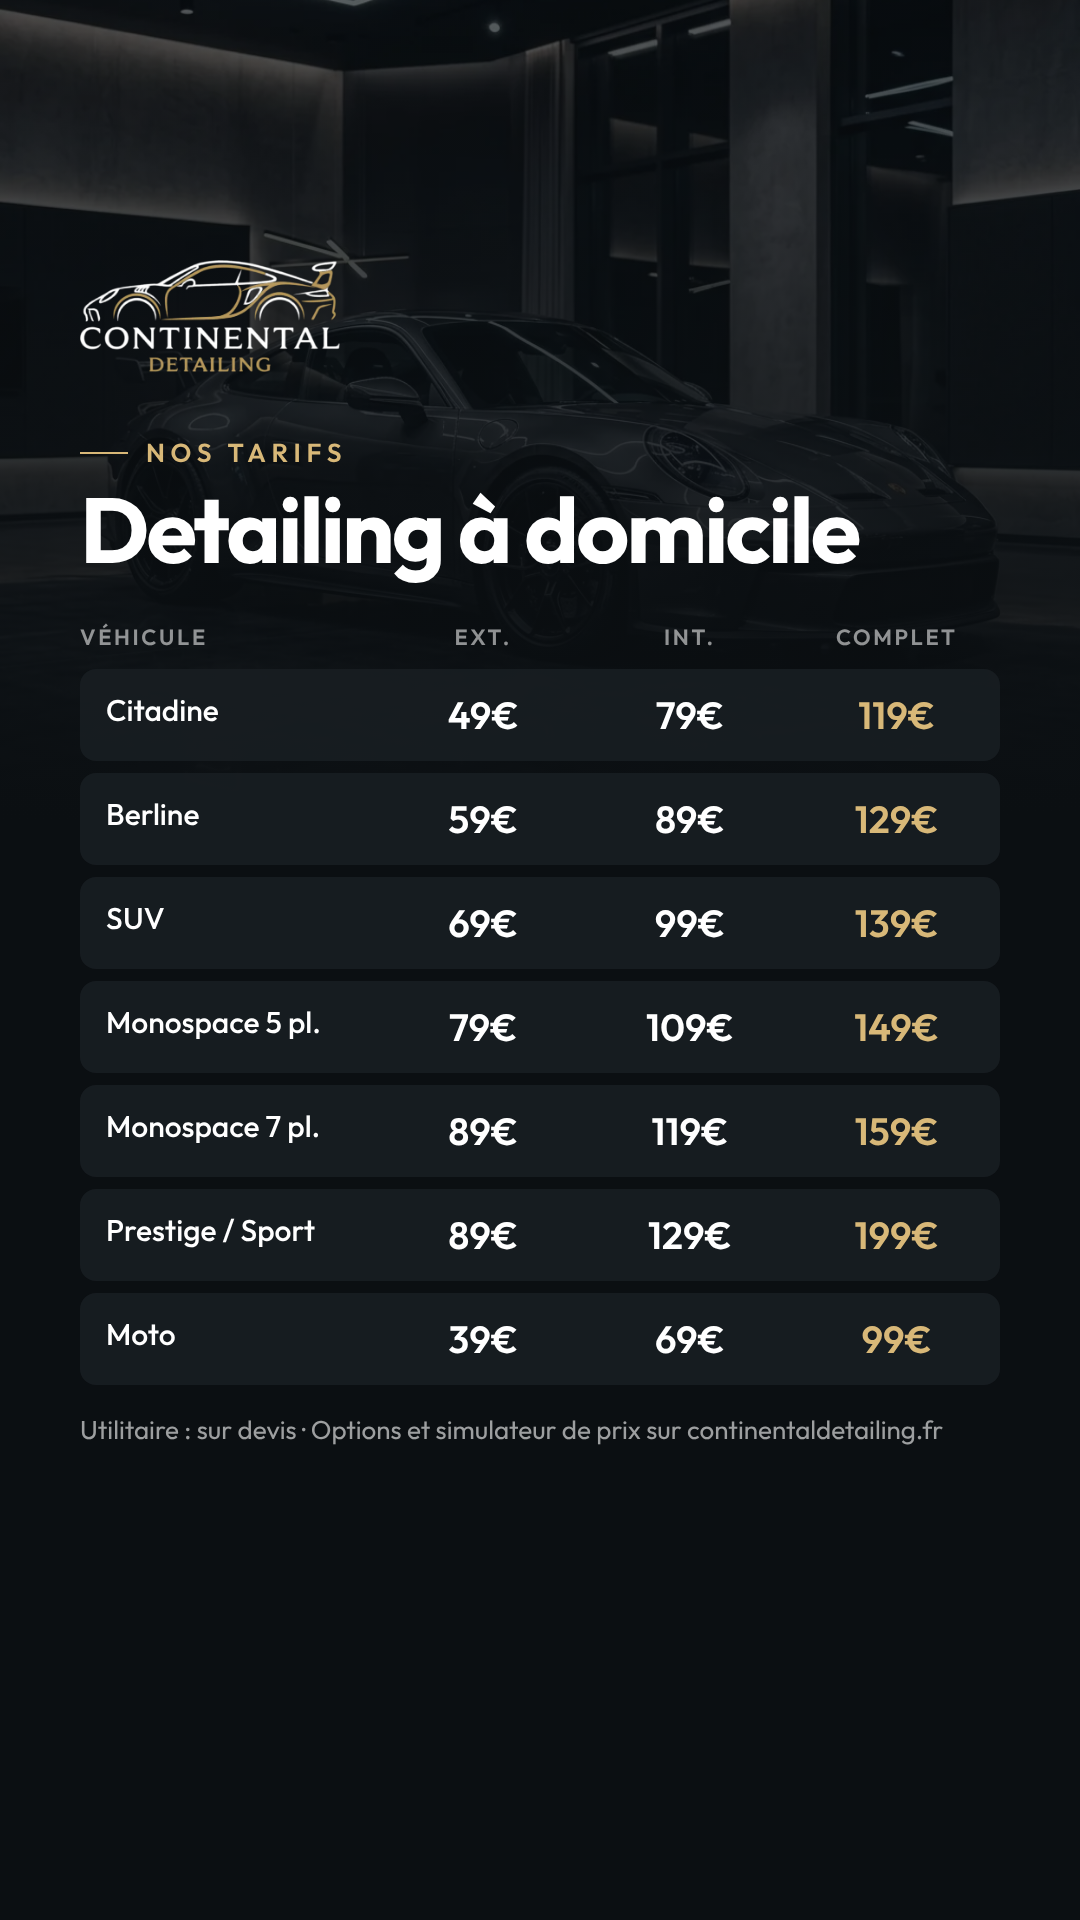 CONTINENTAL
DETAILING
NOS TARIFS
Detailing à domicile
VÉHICULE EXT. INT. COMPLET
Citadine 49€ 79€ 119€
Berline 59€ 89€ 129€
SUV 69€ 99€ 139€
Monospace 5 pl. 79€ 109€ 149€
Monospace 7 pl. 89€ 119€ 159€
Prestige / Sport 89€ 129€ 199€
Moto 39€ 69€ 99€
Utilitaire : sur devis · Options et simulateur de prix sur continentaldetailing.fr